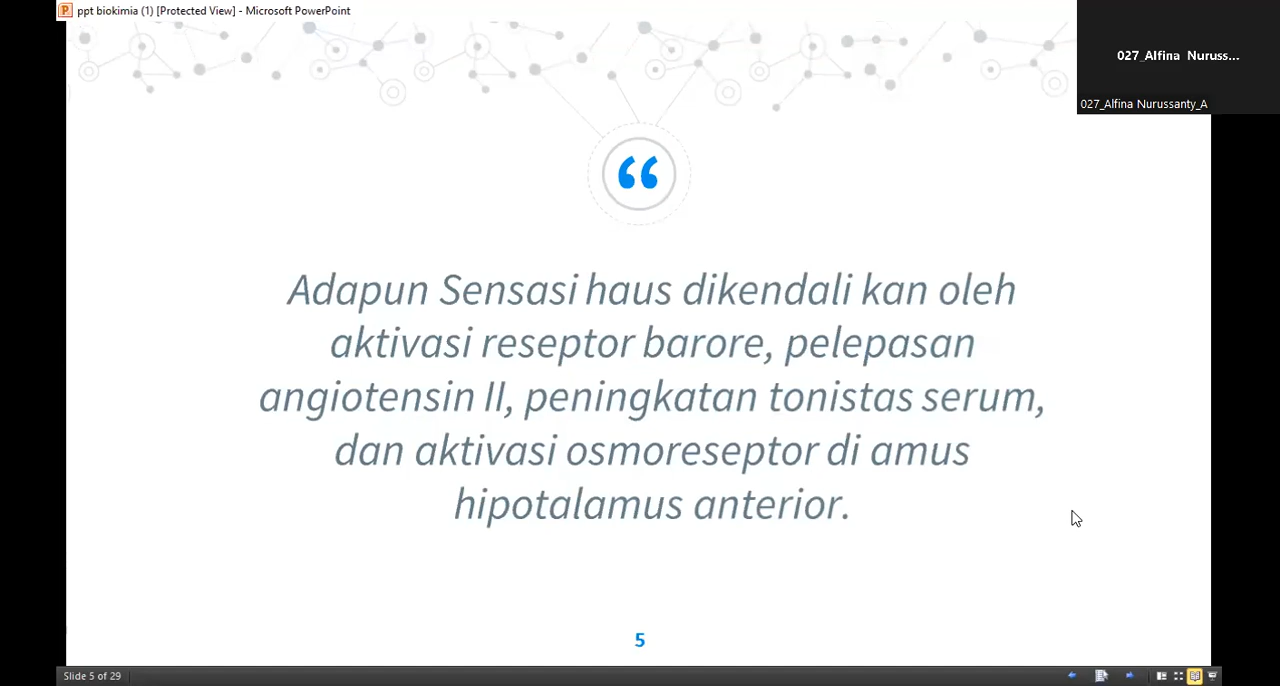 ppt biokimia (1) [Protected View] - Microsoft PowerPoint
027_Alfina Nuruss...
027_Alfina Nurussanty_A
“
Adapun Sensasi haus dikendali kan oleh
aktivasi reseptor barore, pelepasan
angiotensin II, peningkatan tonistas serum,
dan aktivasi osmoreseptor di amus
hipotalamus anterior.
5
Slide 5 of 29